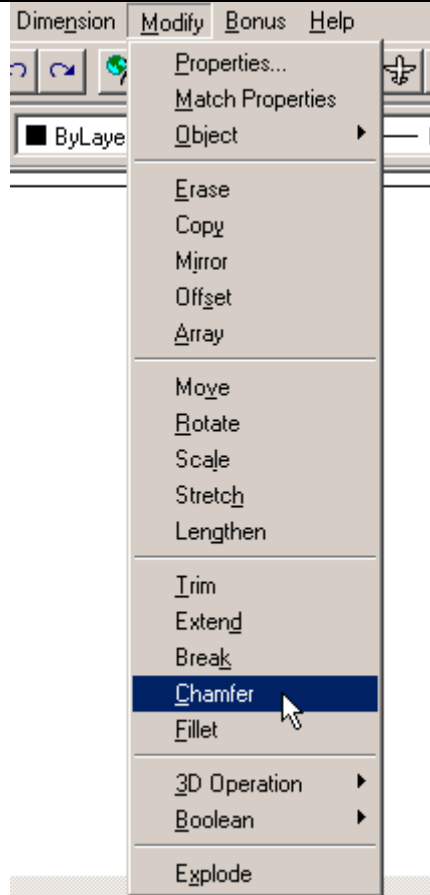 Dimension Modify Bonus Help
ByLaye
Properties...
Match Properties
Object
Erase
Copy
Mirror
Offset
Array
Move
Rotate
Scale
Stretch
Lengthen
Trim
Extend
Break
Chamfer
Fillet
3D Operation
Boolean
Explode